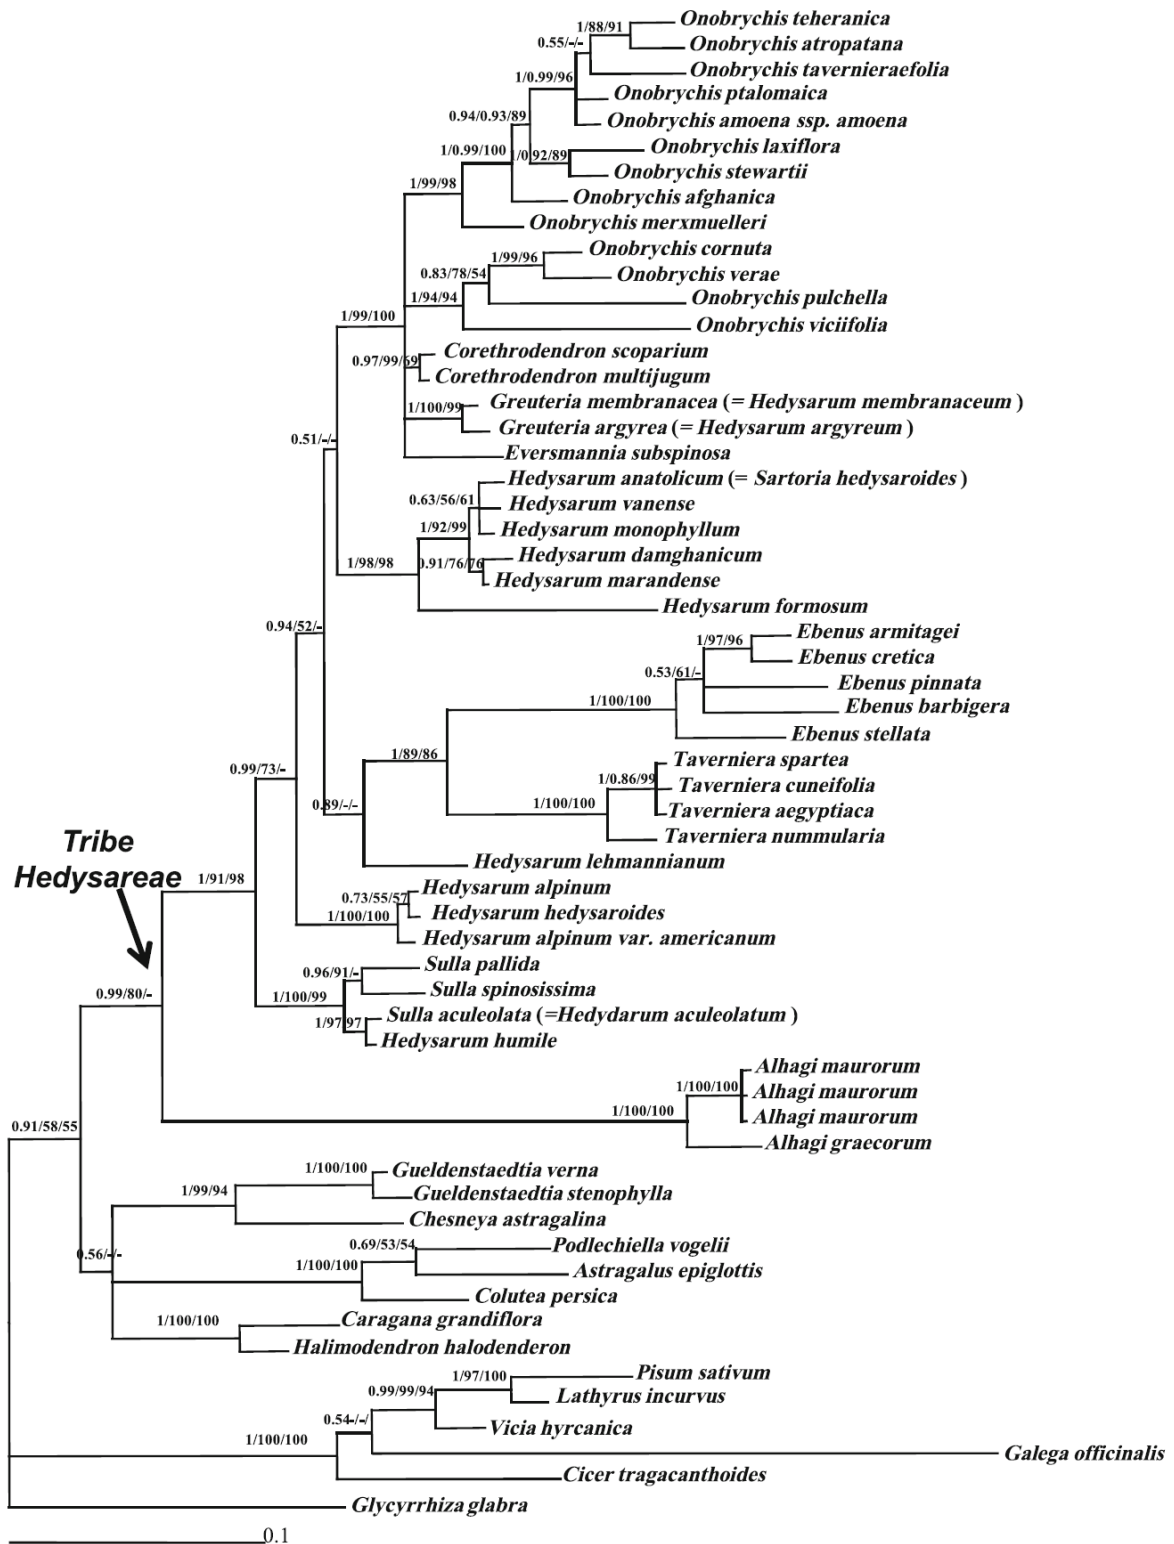 Onobrychis teheranica
1/88/91
Onobrychis atropatana
0.55/-/-
Onobrychis tavernieraefolia
1/0.99/96
Onobrychis ptalomaica
0.94/0.93/89
Onobrychis amoena ssp. amoena
Onobrychis laxiflora
1/0.99/100
1/0.92/89
Onobrychis stewartii
1/99/98
Onobrychis afghanica
Onobrychis merxmuelleri
Onobrychis cornuta
1/99/96
0.83/78/54
Onobrychis verae
1/94/94
Onobrychis pulchella
1/99/100
Onobrychis viciifolia
Corethrodendron scoparium
0.97/99/69
Corethrodendron multijugum
Greuteria membranacea (= Hedysarum membranaceum )
1/100/99
Greuteria argyrea (= Hedysarum argyreum )
0.51/-/-
Eversmannia subspinosa
Hedysarum anatolicum (= Sartoria hedysaroides )
0.63/56/61
Hedysarum vanense
1/92/99
Hedysarum monophyllum
Hedysarum damghanicum
1/98/98
0.91/76/76
Hedysarum marandense
Hedysarum formosum
0.94/52/-
Ebenus armitagei
1/97/96
Ebenus cretica
0.53/61/-
Ebenus pinnata
1/100/100
Ebenus barbigera
Ebenus stellata
1/89/86
Taverniera spartea
0.99/73/-
1/0.86/99
Taverniera cuneifolia
0.89/-/-
1/100/100
Taverniera aegyptiaca
Taverniera nummularia
Tribe
Hedysareae
Hedysarum lehmannianum
1/91/98
Hedysarum alpinum
0.73/55/57
1/100/100
Hedysarum hedysaroides
Hedysarum alpinum var. americanum
Sulla pallida
0.96/91/-
0.99/80/-
1/100/99
Sulla spinosissima
Sulla aculeolata (=Hedydarum aculeolatum )
1/97/97
Hedysarum humile
Alhagi maurorum
1/100/100
Alhagi maurorum
1/100/100
Alhagi maurorum
0.91/58/55
Alhagi graecorum
1/100/100
Gueldenstaedtia verna
1/99/94
Gueldenstaedtia stenophylla
Chesneya astragalina
0.69/53/54
Podlechiella vogelii
0.56/-/-
1/100/100
Astragalus epiglottis
Colutea persica
1/100/100
Caragana grandiflora
Halimodendron halodenderon
1/97/100
Pisum sativum
0.99/99/94
Lathyrus incurvus
0.54-/-/
Vicia hyrcanica
1/100/100
Galega officinalis
Cicer tragacanthoides
Glycyrrhiza glabra
0.1